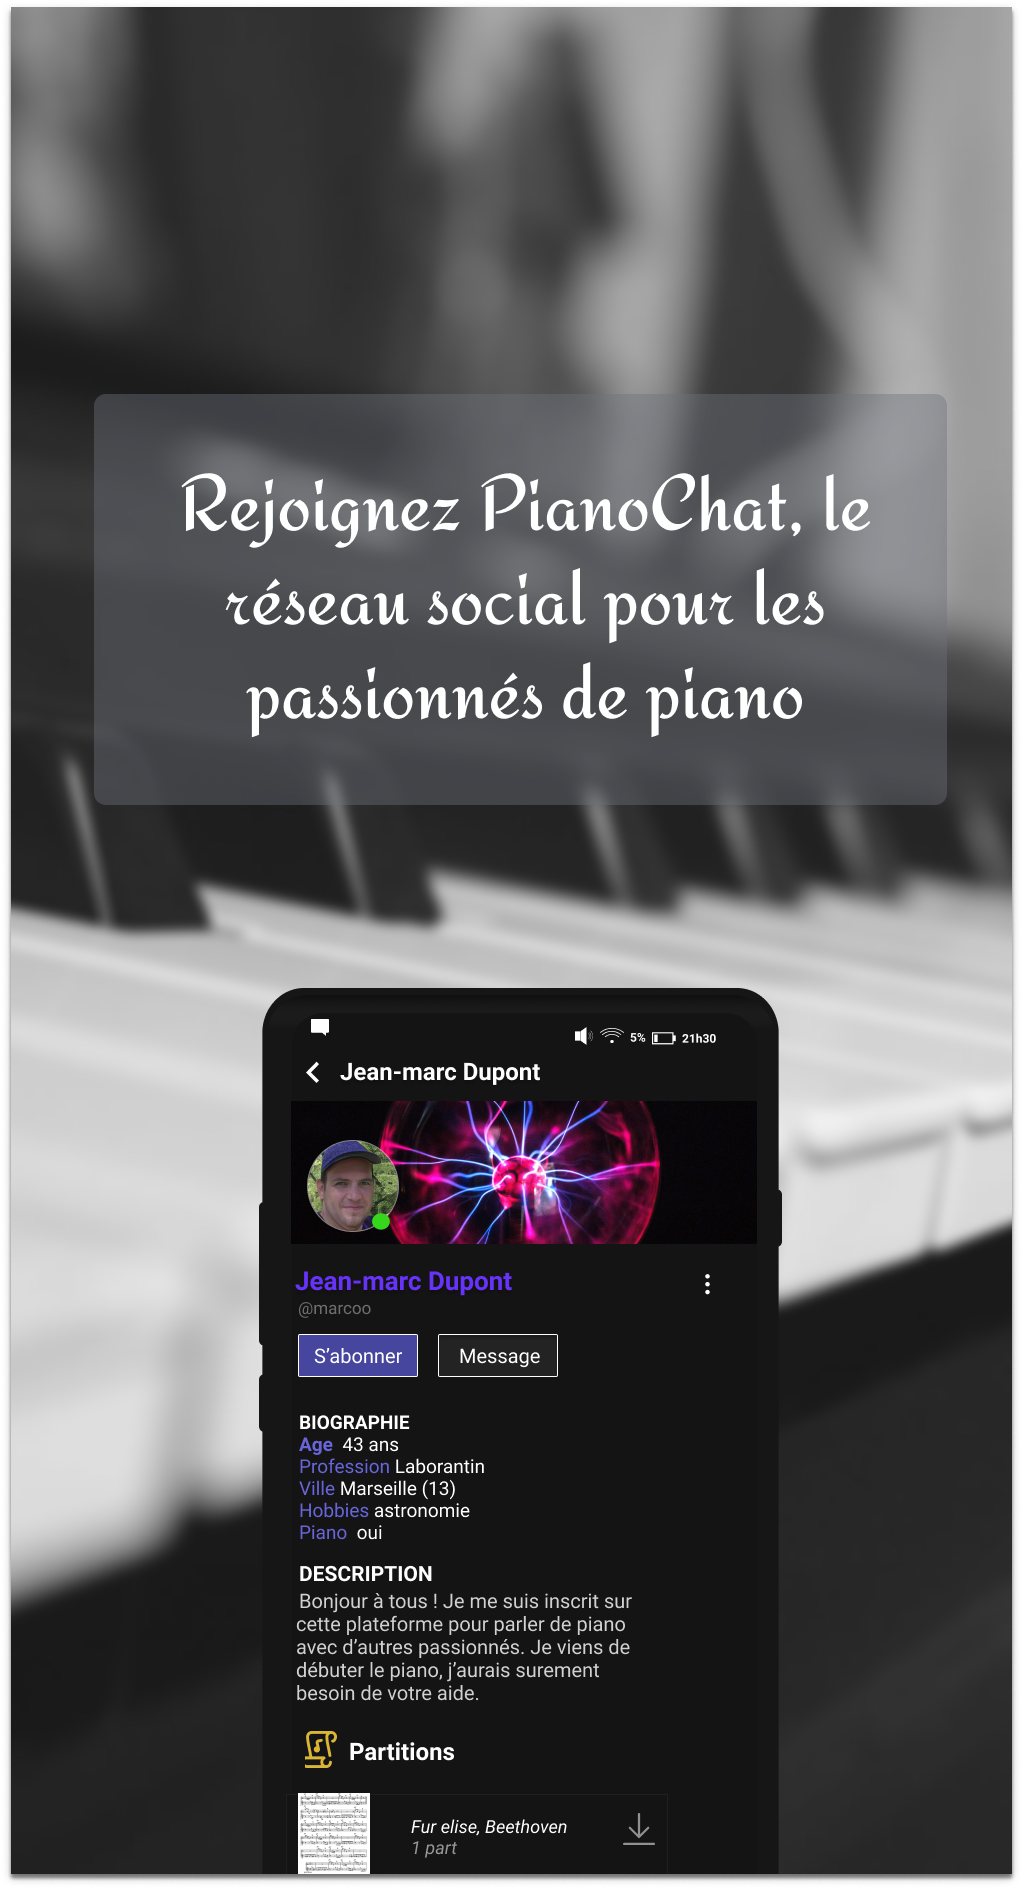 Rejoignez PianoChat, le
réseau social pour les
passionnés de piano
5% 21h30
Jean-marc Dupont
Jean-marc Dupont
@marcoo
S'abonner Message
BIOGRAPHIE
Age 43 ans
Profession Laborantin
Ville Marseille (13)
Hobbies astronomie
Piano oui
DESCRIPTION
Bonjour à tous ! Je me suis inscrit sur
cette plateforme pour parler de piano
avec d'autres passionnés. Je viens de
débuter le piano, j'aurais surement
besoin de votre aide.
Partitions
Fur elise, Beethoven
1 part